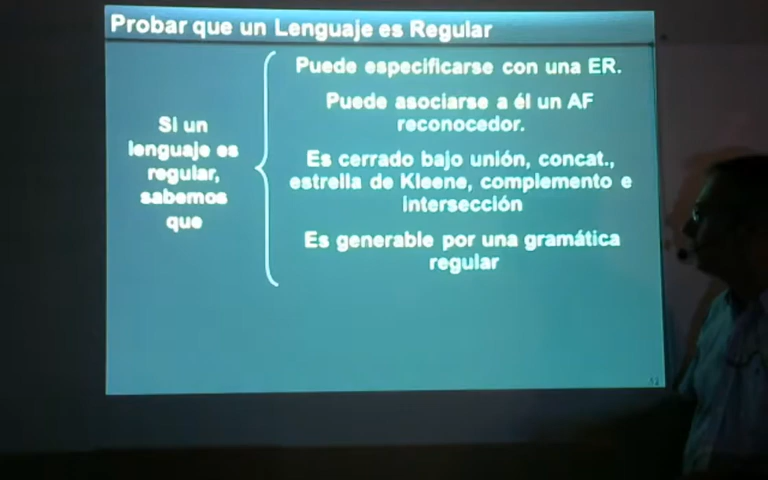 Probar que un Lenguaje es Regular
Si un
lenguaje es
regular,
sabemos
que
Puede especificarse con una ER.
Puede asociarse a él un AF
reconocedor.
Es cerrado bajo unión, concat.,
estrella de Kleene, complemento e
intersección
Es generable por una gramática
regular